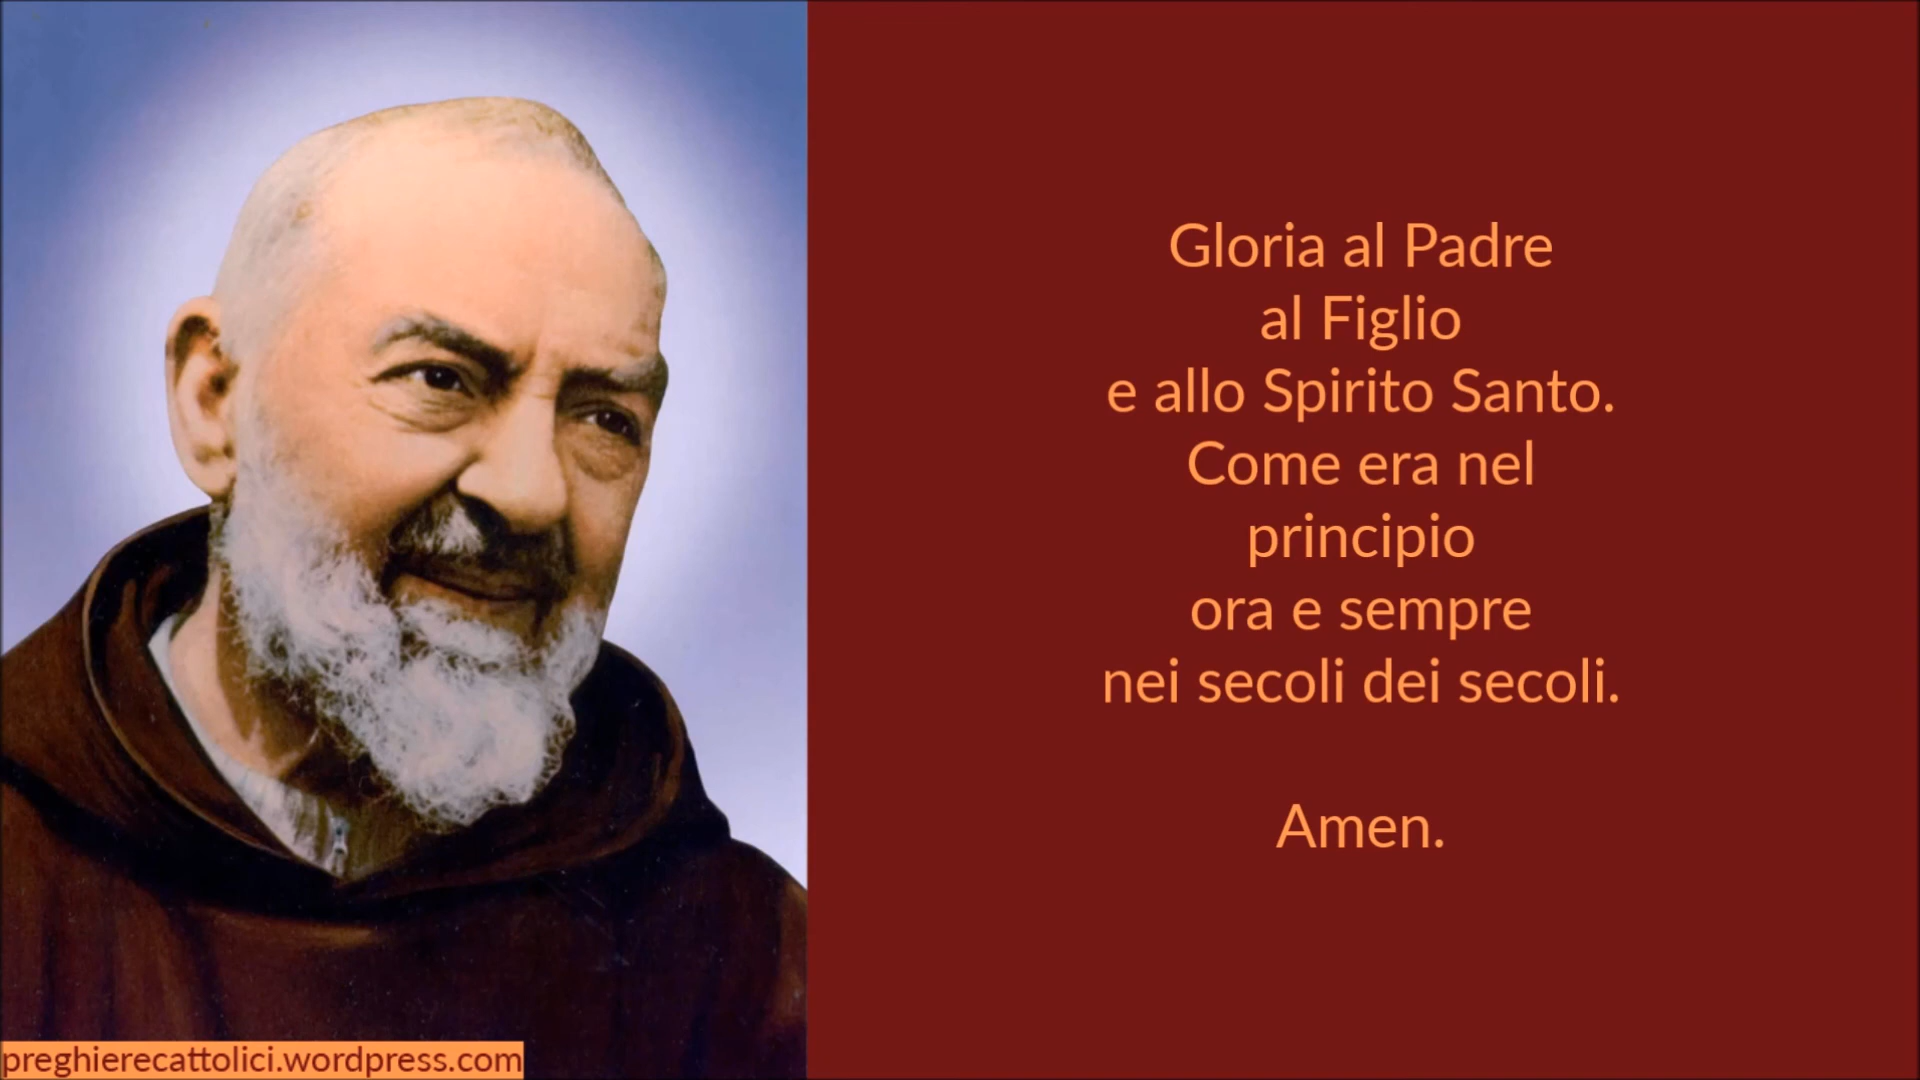 Gloria al Padre
al Figlio
e allo Spirito Santo.
Come era nel
principio
ora e sempre
nei secoli dei secoli.
Amen.
preghierecattolici.wordpress.com